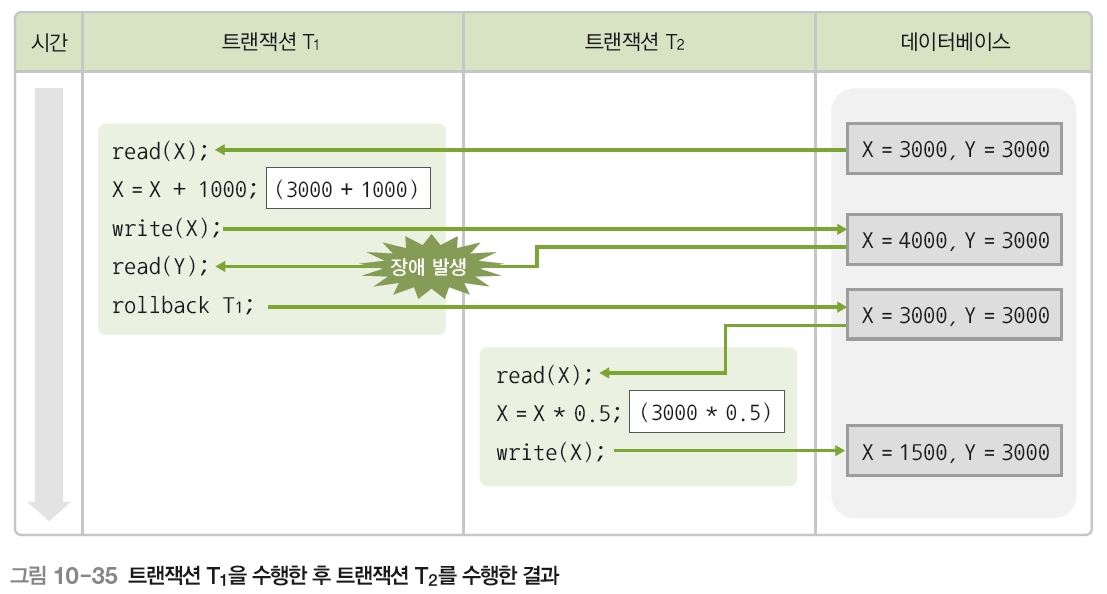 시간
트랜잭션 T1
트랜잭션 T2
데이터베이스
read(X);
X = 3000, Y = 3000
X = X + 1000; (3000 + 1000)
write(X);
X = 4000, Y = 3000
read(Y);
장애 발생
rollback T1;
X = 3000, Y = 3000
read(X);
X = X * 0.5; (3000 * 0.5)
write(X);
X = 1500, Y = 3000
그림 10-35 트랜잭션 T1을 수행한 후 트랜잭션 T2를 수행한 결과